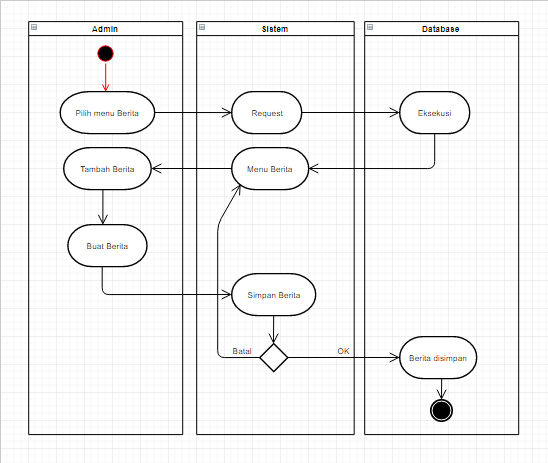 Admin
Sistem
Database
Pilih menu Berita
Request
Eksekusi
Tambah Berita
Menu Berita
Buat Berita
Simpan Berita
Batal
OK
Berita disimpan